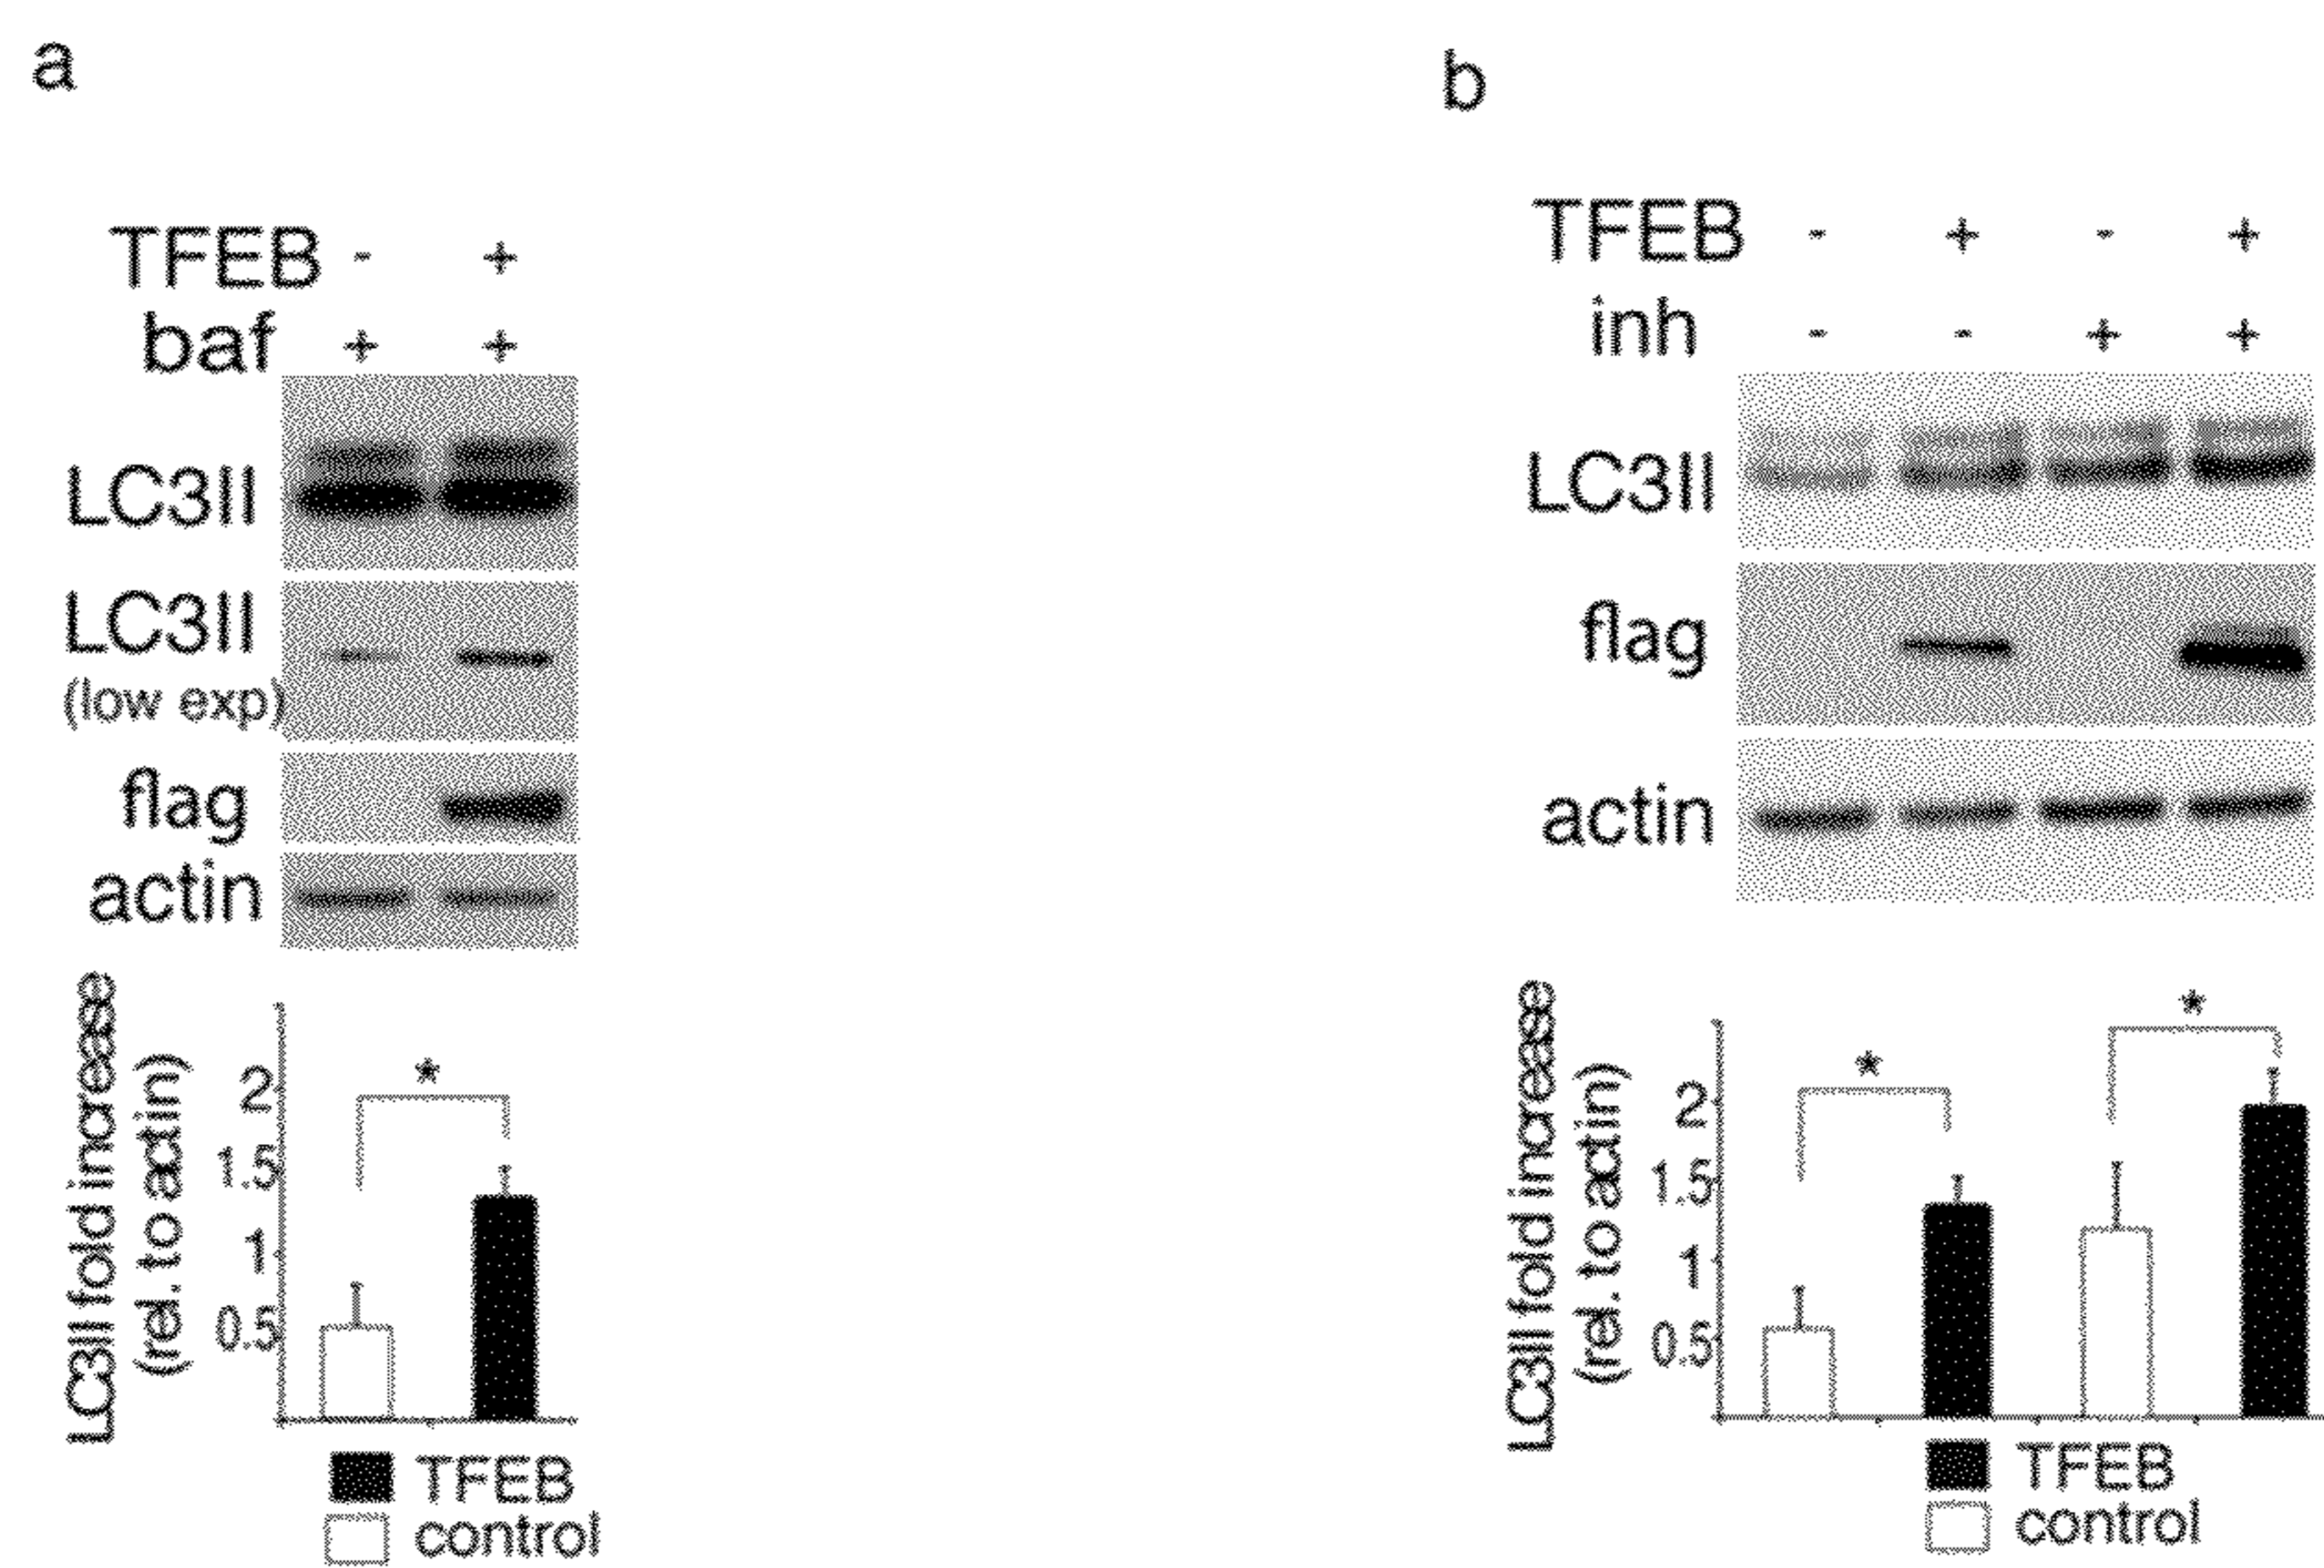 a
TFEB - +
baf + +
LC3II
LC3II
(low exp)
flag
actin
LC3II fold increase
(rel. to actin)
2
1.5
1
0.5
*
TFEB
control
b
TFEB - + - +
inh - - + +
LC3II
flag
actin
LC3II fold increase
(rel. to actin)
2
1.5
1
0.5
*
*
TFEB
control